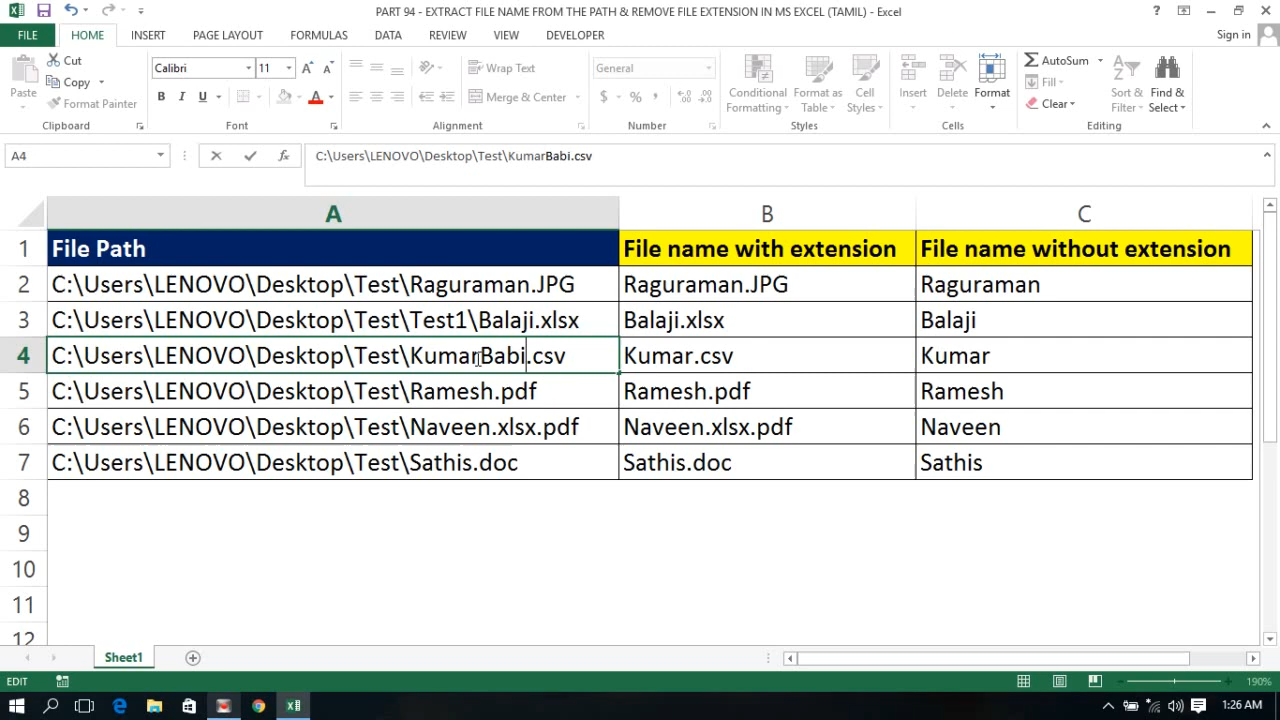 PART 94 - EXTRACT FILE NAME FROM THE PATH & REMOVE FILE EXTENSION IN MS EXCEL (TAMIL) - Excel
FILE HOME INSERT PAGE LAYOUT FORMULAS DATA REVIEW VIEW DEVELOPER Sign in
Paste
Cut
Copy
Format Painter
Clipboard
Calibri 11
B I U
Font
Wrap Text
Merge & Center
Alignment
General
$ % ,
Number
Conditional Formatting
Format as Table
Cell Styles
Styles
Insert Delete Format
Cells
AutoSum
Fill
Clear
Sort & Filter
Find & Select
Editing
A4 fx C:\Users\LENOVO\Desktop\Test\KumarBabi.csv
A B C
1 File Path File name with extension File name without extension
2 C:\Users\LENOVO\Desktop\Test\Raguraman.JPG Raguraman.JPG Raguraman
3 C:\Users\LENOVO\Desktop\Test\Test1\Balaji.xlsx Balaji.xlsx Balaji
4 C:\Users\LENOVO\Desktop\Test\KumarBabi.csv Kumar.csv Kumar
5 C:\Users\LENOVO\Desktop\Test\Ramesh.pdf Ramesh.pdf Ramesh
6 C:\Users\LENOVO\Desktop\Test\Naveen.xlsx.pdf Naveen.xlsx.pdf Naveen
7 C:\Users\LENOVO\Desktop\Test\Sathis.doc Sathis.doc Sathis
8
9
10
11
12
Sheet1
EDIT 190%
1:26 AM